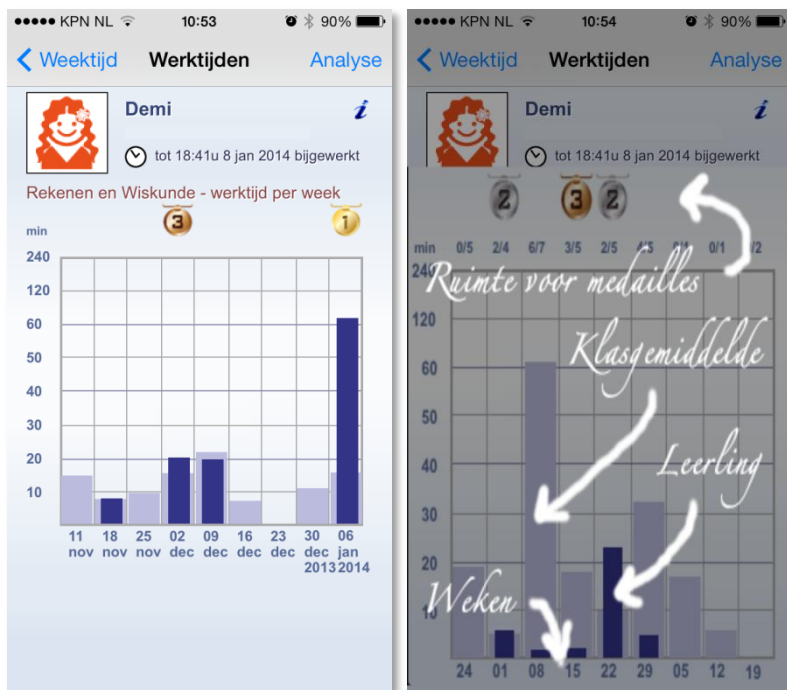 KPN NL 10:53 90%
Weektijd Werktijden Analyse
Demi i
tot 18:41u 8 jan 2014 bijgewerkt
Rekenen en Wiskunde - werktijd per week
3 1
min
240
120
60
50
40
30
20
10
11 18 25 02 09 16 23 30 06
nov nov nov dec dec dec dec dec jan
2013 2014
KPN NL 10:54 90%
Weektijd Werktijden Analyse
Demi i
tot 18:41u 8 jan 2014 bijgewerkt
2 3 2
min 0/5 2/4 6/7 3/5 2/5 4/5 0/1 /2
240
Ruimte voor medailles
120
Klasgemiddelde
60
50
Leerling
40
30
20
Weken
10
24 01 08 15 22 29 05 12 19